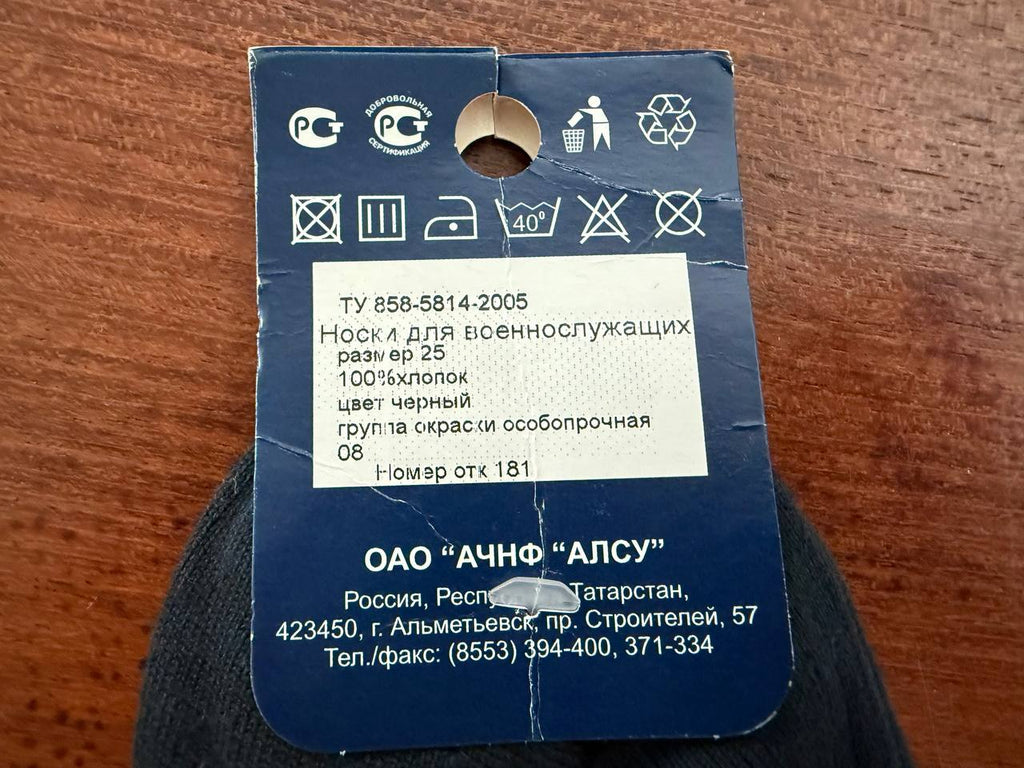 РСТ
ДОБРОВОЛЬНАЯ
РСТ
СЕРТИФИКАЦИЯ
40⁰
ТУ 858-5814-2005
Носки для военнослужащих
размер 25
100%хлопок
цвет черный
группа окраски особопрочная
08
Номер отк 181
ОАО “АЧНФ “АЛСУ”
Россия, Татарстан,
423450, г. Альметьевск, пр. Строителей, 57
Тел./факс: (8553) 394-400, 371-334